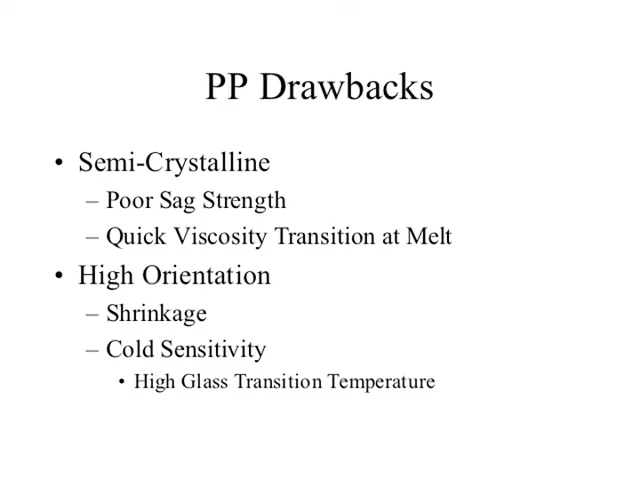 PP Drawbacks
• Semi-Crystalline
– Poor Sag Strength
– Quick Viscosity Transition at Melt
• High Orientation
– Shrinkage
– Cold Sensitivity
• High Glass Transition Temperature